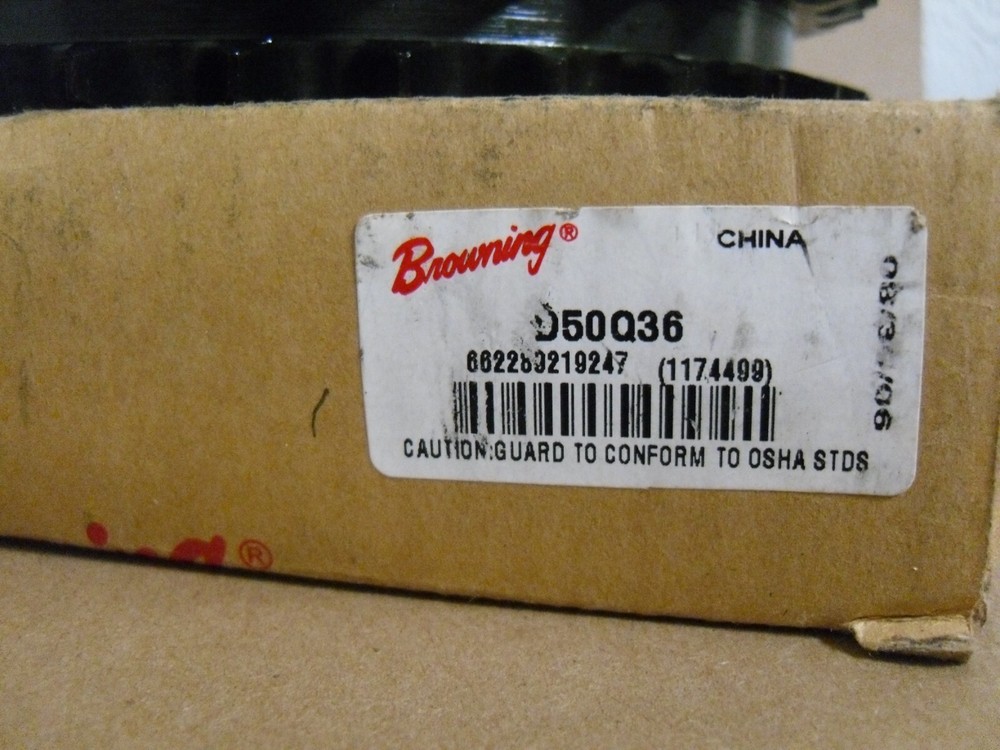 Browning®
CHINA
D50Q36
662289219247 (1174499)
CAUTION:GUARD TO CONFORM TO OSHA STDS
®